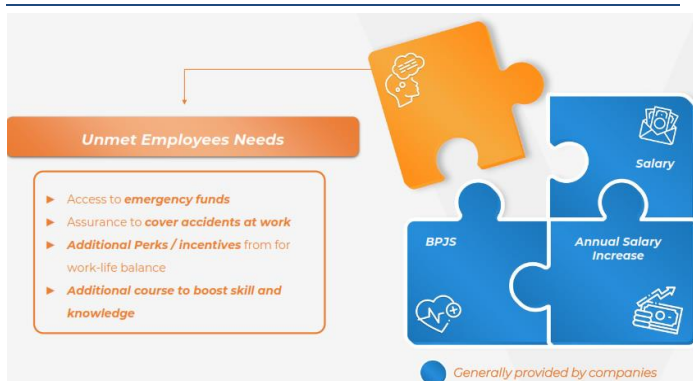 Unmet Employees Needs
Access to emergency funds
Assurance to cover accidents at work
Additional Perks / incentives from for
work-life balance
Additional course to boost skill and
knowledge
Salary
BPJS
Annual Salary
Increase
Generally provided by companies